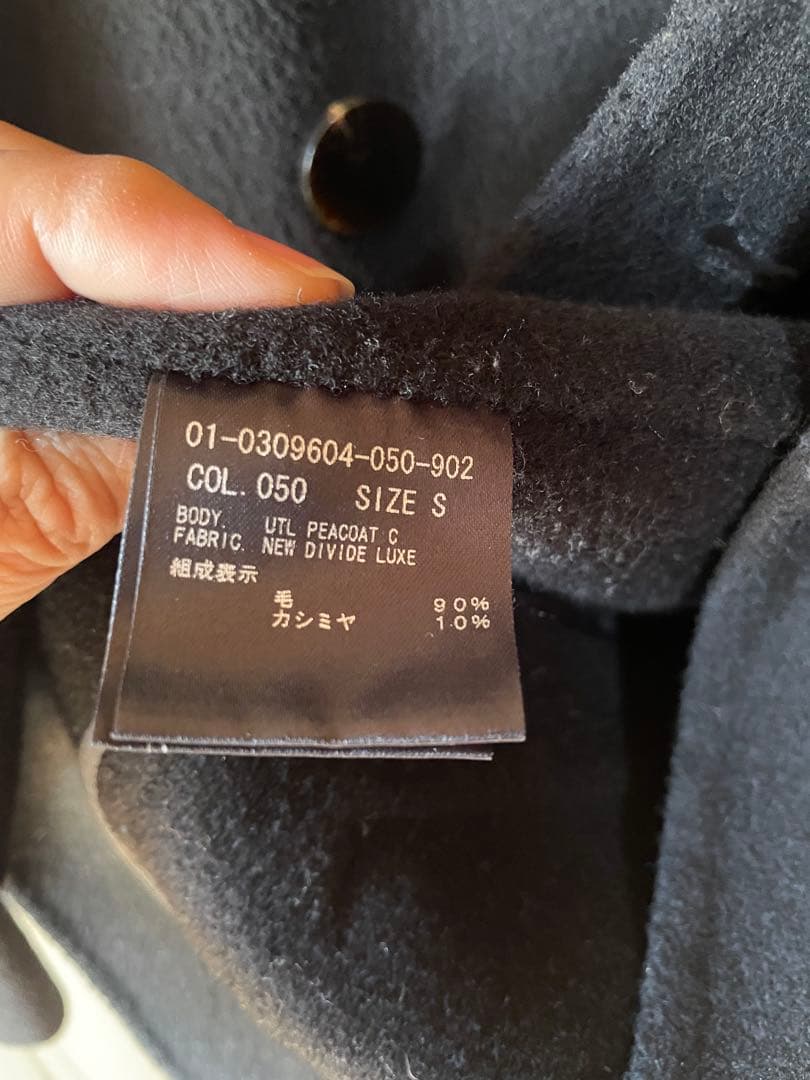 01-0309604-050-902
COL. 050 SIZE S
BODY. UTL PEACOAT C
FABRIC. NEW DIVIDE LUXE
組成表示
毛 90%
カシミヤ 10%